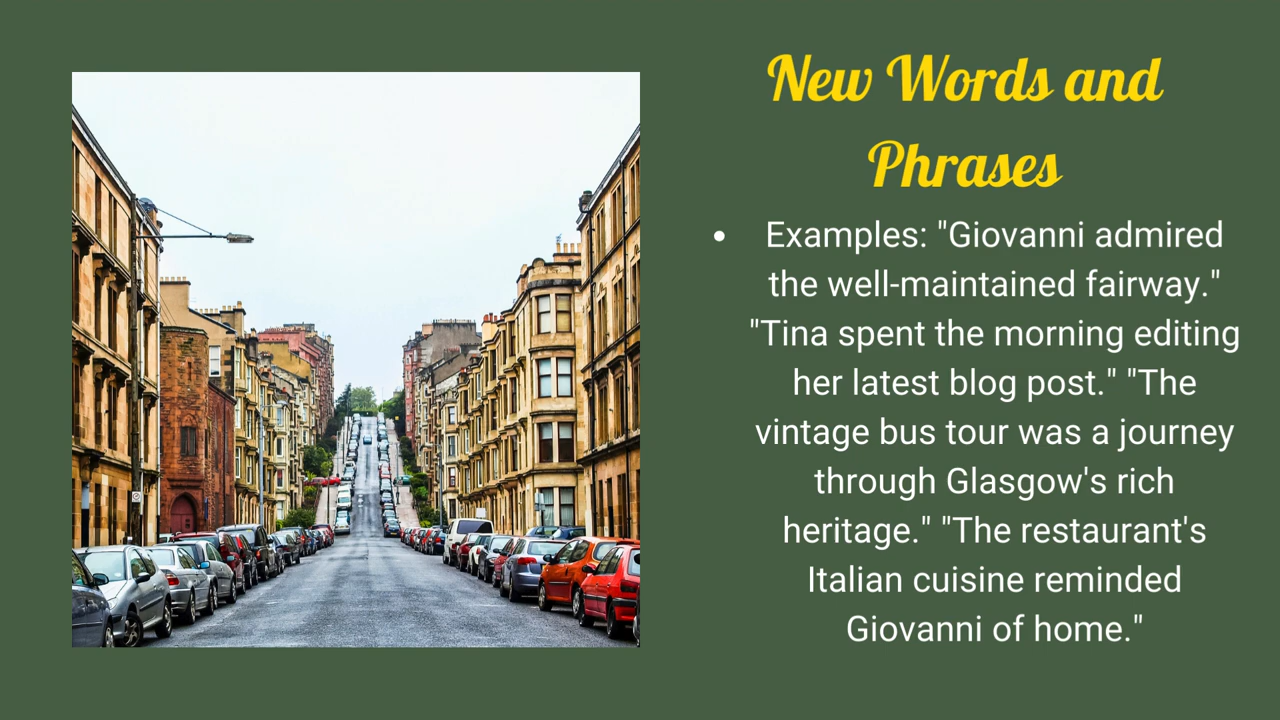 New Words and
Phrases
• Examples: "Giovanni admired
the well-maintained fairway."
"Tina spent the morning editing
her latest blog post." "The
vintage bus tour was a journey
through Glasgow's rich
heritage." "The restaurant's
Italian cuisine reminded
Giovanni of home."